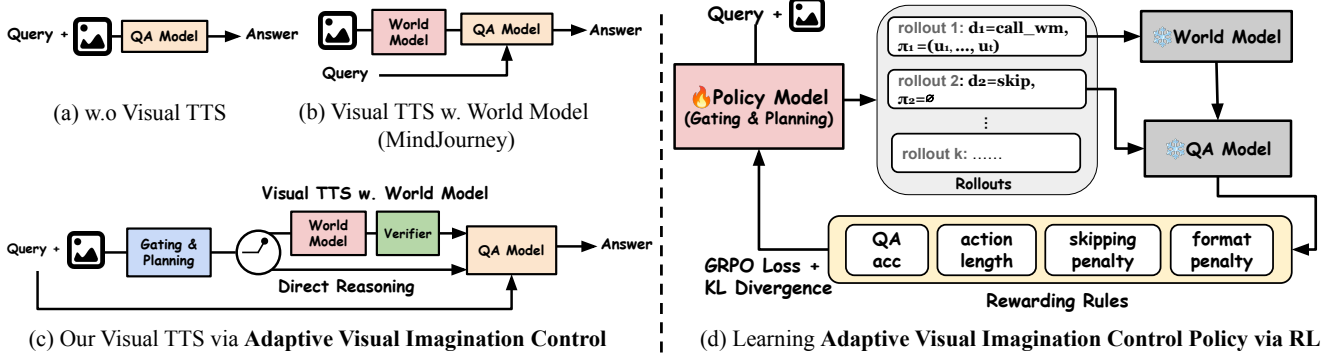 Query +
QA Model
Answer
(a) w.o Visual TTS
World
Model
QA Model
Answer
Query
(b) Visual TTS w. World Model
(MindJourney)
Visual TTS w. World Model
Query +
Gating &
Planning
World
Model
Verifier
QA Model
Answer
Direct Reasoning
(c) Our Visual TTS via Adaptive Visual Imagination Control
Query +
Policy Model
(Gating & Planning)
rollout 1: d₁=call_wm,
π₁=(u₁, ..., uₜ)
rollout 2: d₂=skip,
π₂=∅
⋮
rollout k: ......
Rollouts
World Model
QA Model
QA
acc
action
length
skipping
penalty
format
penalty
Rewarding Rules
GRPO Loss +
KL Divergence
(d) Learning Adaptive Visual Imagination Control Policy via RL